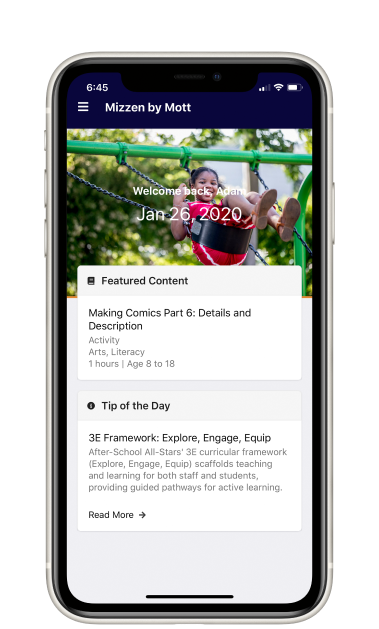 6:45
Mizzen by Mott
Welcome back, Adam
Jan 26, 2020
Featured Content
Making Comics Part 6: Details and
Description
Activity
Arts, Literacy
1 hours | Age 8 to 18
Tip of the Day
3E Framework: Explore, Engage, Equip
After-School All-Stars' 3E curricular framework
(Explore, Engage, Equip) scaffolds teaching
and learning for both staff and students,
providing guided pathways for active learning.
Read More